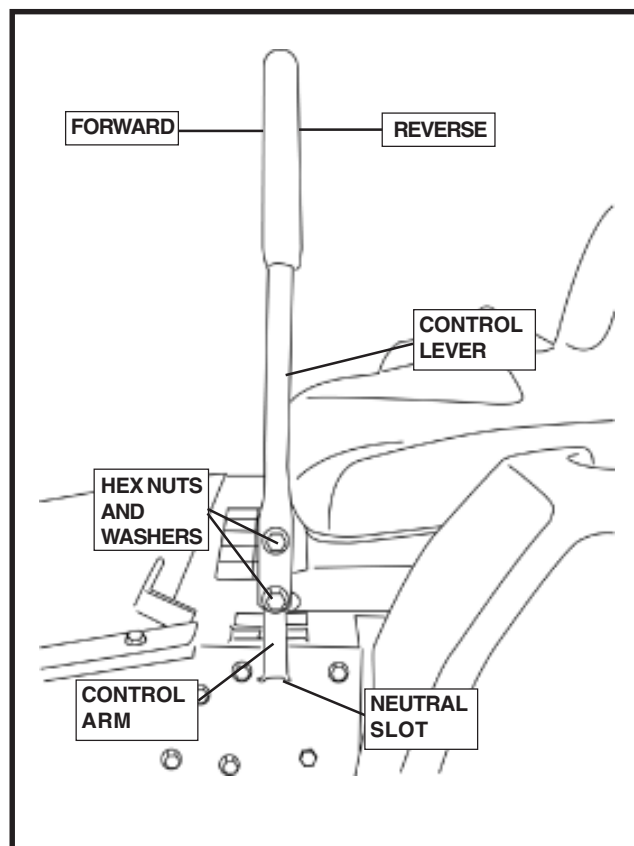 FORWARD
REVERSE
CONTROL
LEVER
HEX NUTS
AND
WASHERS
CONTROL
ARM
NEUTRAL
SLOT